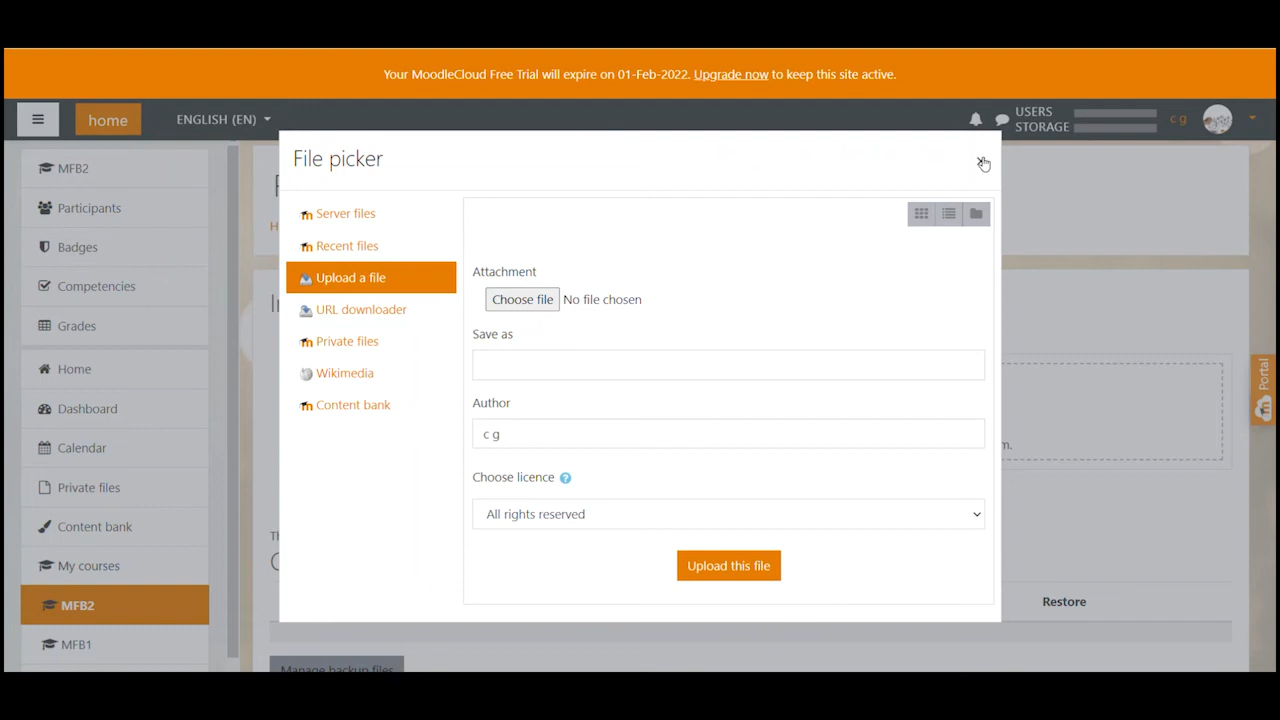 Your MoodleCloud Free Trial will expire on 01-Feb-2022. Upgrade now to keep this site active.
home
ENGLISH (EN)
USERS
STORAGE
c g
File picker
MFB2
Participants
Badges
Competencies
Grades
Home
Dashboard
Calendar
Private files
Content bank
My courses
MFB2
MFB1
Server files
Recent files
Upload a file
URL downloader
Private files
Wikimedia
Content bank
Attachment
Choose file No file chosen
Save as
Author
c g
Choose licence
All rights reserved
Upload this file
Portal
Restore
Manage backup files